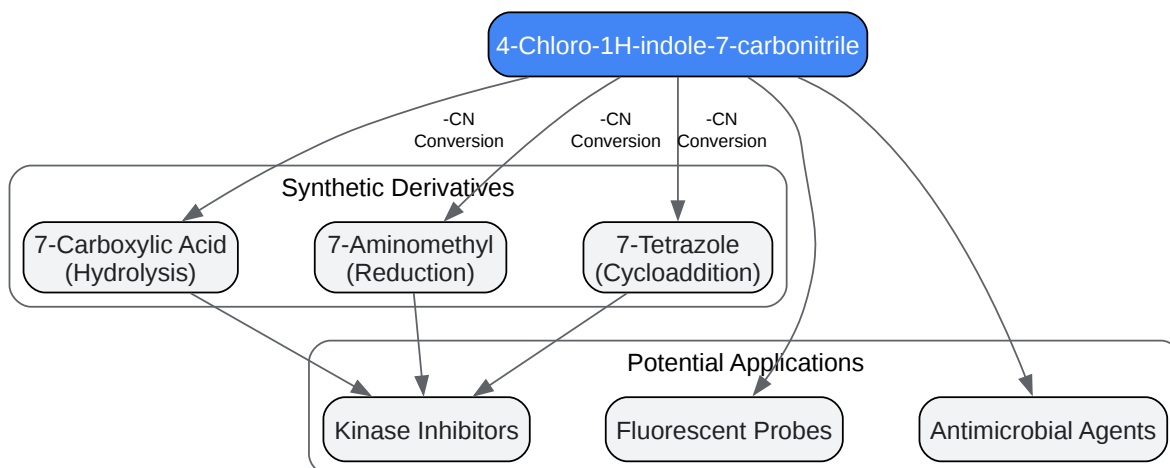 4-Chloro-1H-indole-7-carbonitrile
-CN
Conversion
-CN
Conversion
-CN
Conversion
Synthetic Derivatives
7-Carboxylic Acid
(Hydrolysis)
7-Aminomethyl
(Reduction)
7-Tetrazole
(Cycloaddition)
Potential Applications
Kinase Inhibitors
Fluorescent Probes
Antimicrobial Agents